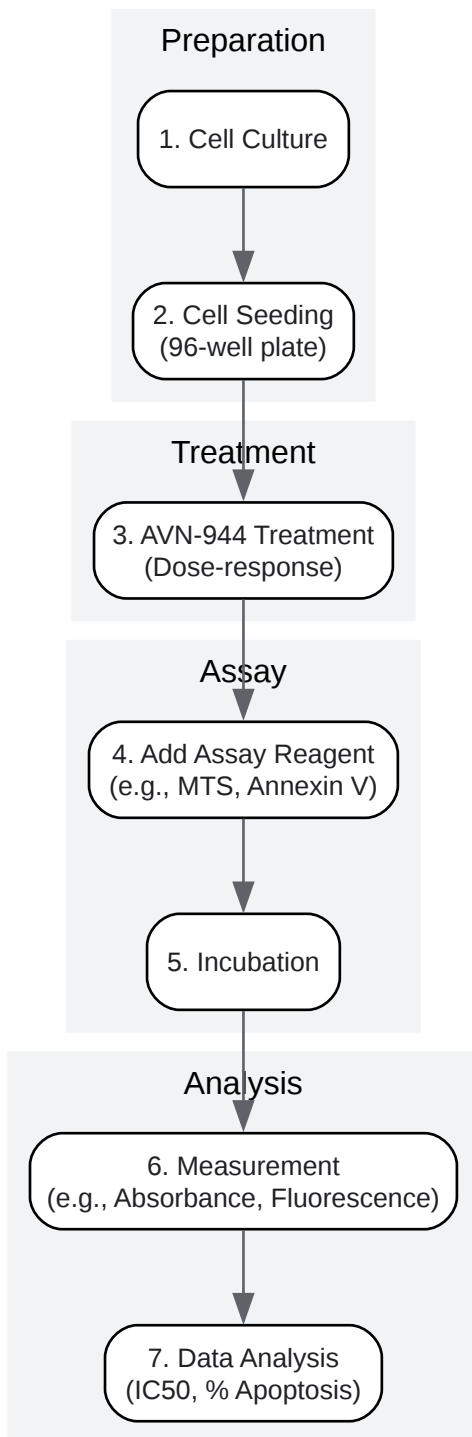 Preparation
1. Cell Culture
2. Cell Seeding
(96-well plate)
Treatment
3. AVN-944 Treatment
(Dose-response)
Assay
4. Add Assay Reagent
(e.g., MTS, Annexin V)
5. Incubation
Analysis
6. Measurement
(e.g., Absorbance, Fluorescence)
7. Data Analysis
(IC50, % Apoptosis)